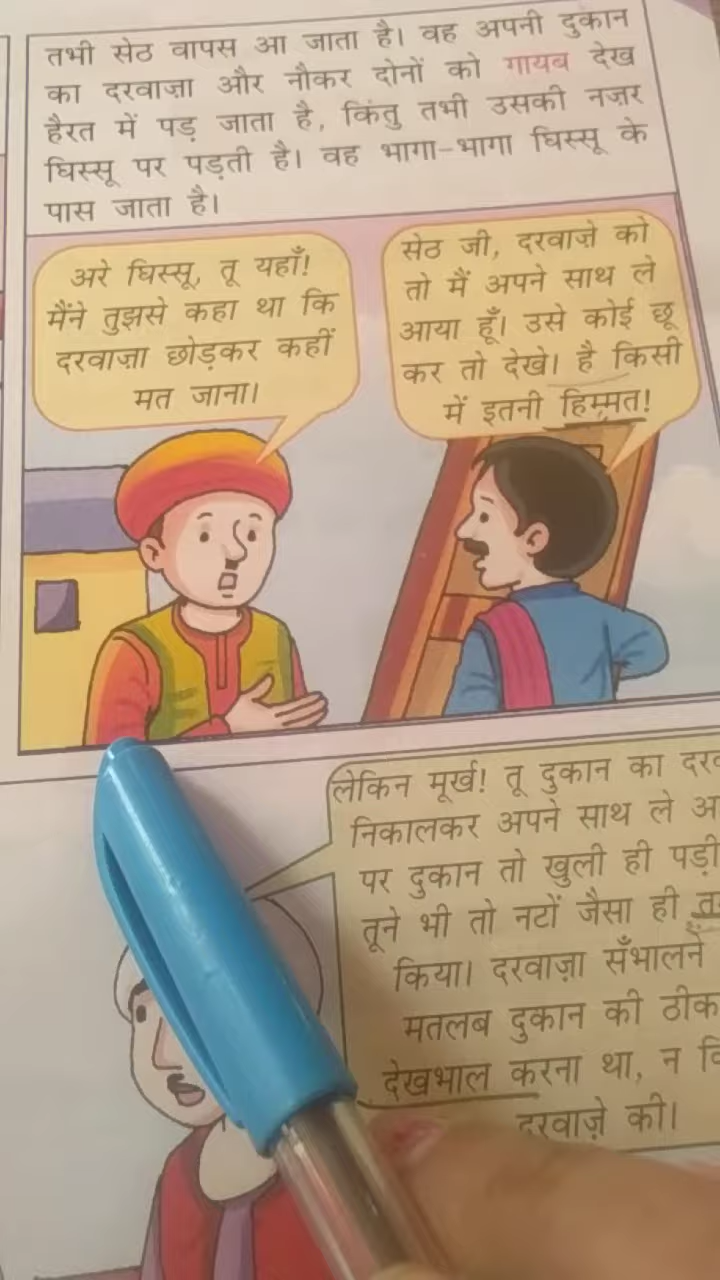 तभी सेठ वापस आ जाता है। वह अपनी दुकान
का दरवाज़ा और नौकर दोनों को गायब देख
हैरत में पड़ जाता है, किंतु तभी उसकी नज़र
घिस्सू पर पड़ती है। वह भागा-भागा घिस्सू के
पास जाता है।
अरे घिस्सू, तू यहाँ!
मैंने तुझसे कहा था कि
दरवाज़ा छोड़कर कहीं
मत जाना।
सेठ जी, दरवाज़े को
तो मैं अपने साथ ले
आया हूँ। उसे कोई छू
कर तो देखे। है किसी
में इतनी हिम्मत!
लेकिन मूर्ख! तू दुकान का
निकालकर अपने साथ ले
पर दुकान तो खुली ही पड़ी
तूने भी तो नटों जैसा ही
किया। दरवाज़ा सँभालने
मतलब दुकान की ठीक
देखभाल करना था, न
दरवाज़े की।